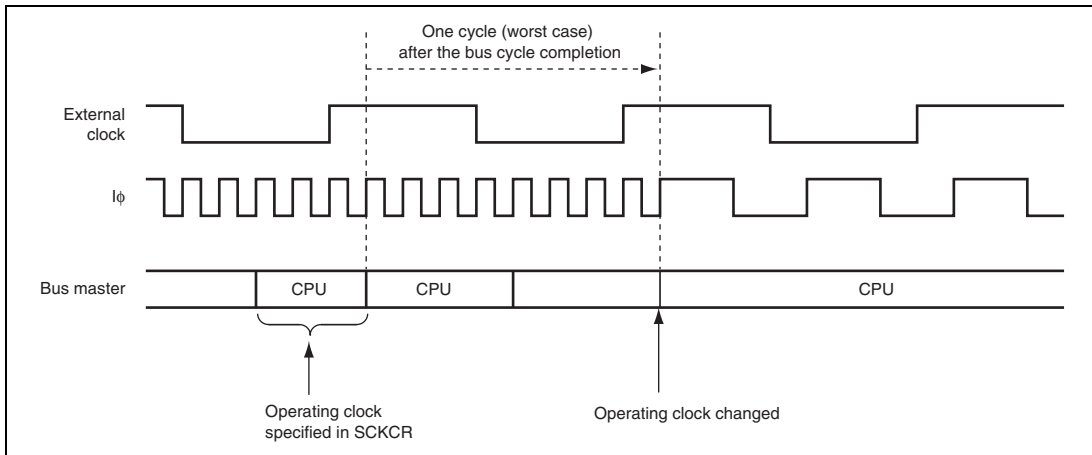 One cycle (worst case)
after the bus cycle completion
External
clock
Iϕ
Bus master
CPU
CPU
CPU
Operating clock
specified in SCKCR
Operating clock changed